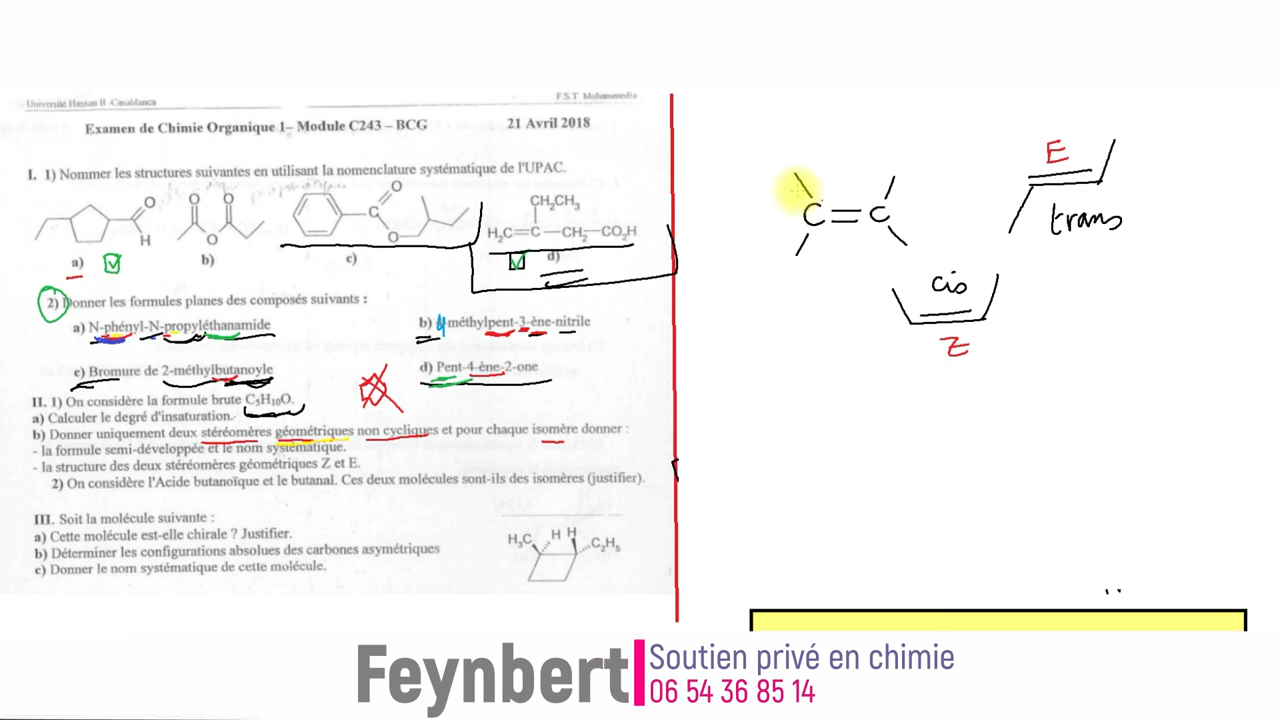 Université Hassan II -Casablanca
F.S.T. Mohammedia
Examen de Chimie Organique 1– Module C243 – BCG
21 Avril 2018
I. 1) Nommer les structures suivantes en utilisant la nomenclature systématique de l'UPAC.
O
H
O O
O
O
C
O
CH₂CH₃
H₂C=C—CH₂—CO₂H
a)
b)
c)
d)
2) Donner les formules planes des composés suivants :
a) N-phényl-N-propyléthanamide
b) 4 méthylpent-3-ène-nitrile
c) Bromure de 2-méthylbutanoyle
d) Pent-4-ène-2-one
II. 1) On considère la formule brute C₅H₁₀O.
a) Calculer le degré d'insaturation.
b) Donner uniquement deux stéréomères géométriques non cycliques et pour chaque isomère donner :
- la formule semi-développée et le nom systématique.
- la structure des deux stéréomères géométriques Z et E.
2) On considère l'Acide butanoïque et le butanal. Ces deux molécules sont-ils des isomères (justifier).
III. Soit la molécule suivante :
a) Cette molécule est-elle chirale ? Justifier.
b) Déterminer les configurations absolues des carbones asymétriques
c) Donner le nom systématique de cette molécule.
H₃C H H C₂H₅
E
C=C
trans
cis
Z
Feynbert
Soutien privé en chimie
06 54 36 85 14